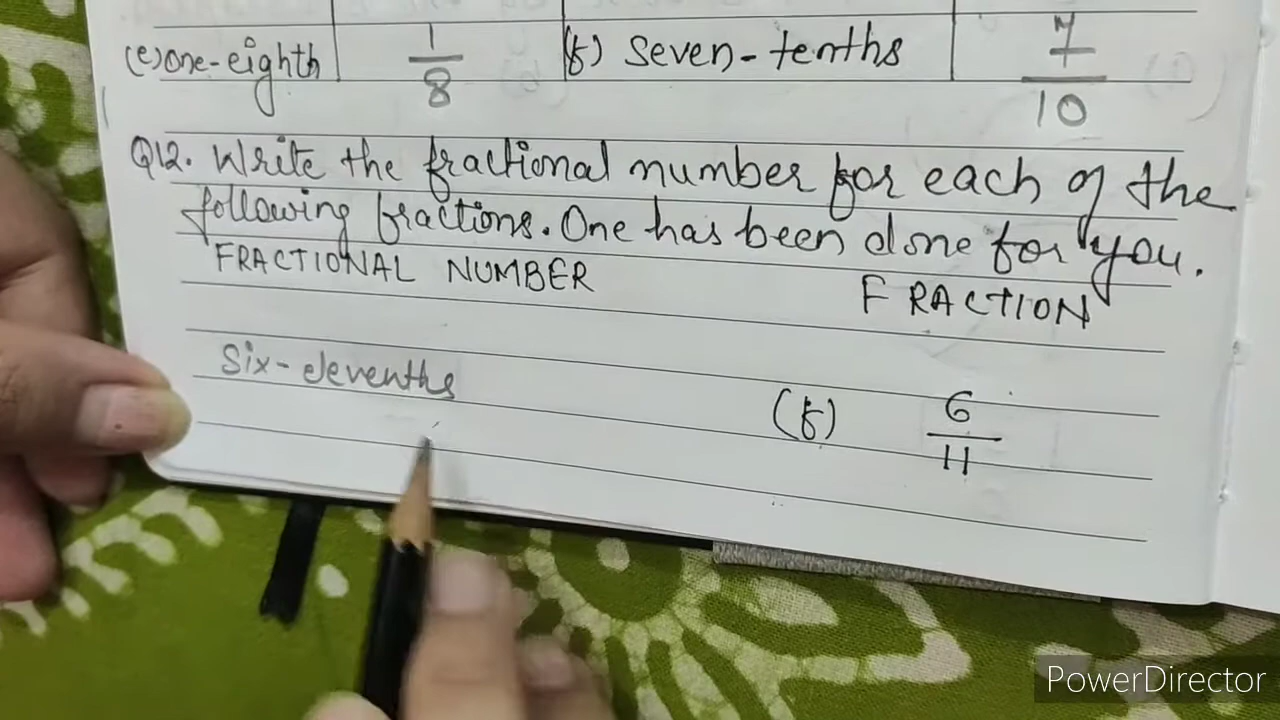 (e) one-eighth 1/8 (f) seven-tenths 7/10
Q12. Write the fractional number for each of the
following fractions. One has been done for you.
FRACTIONAL NUMBER FRACTION
Six-elevenths (f) 6/11
PowerDirector